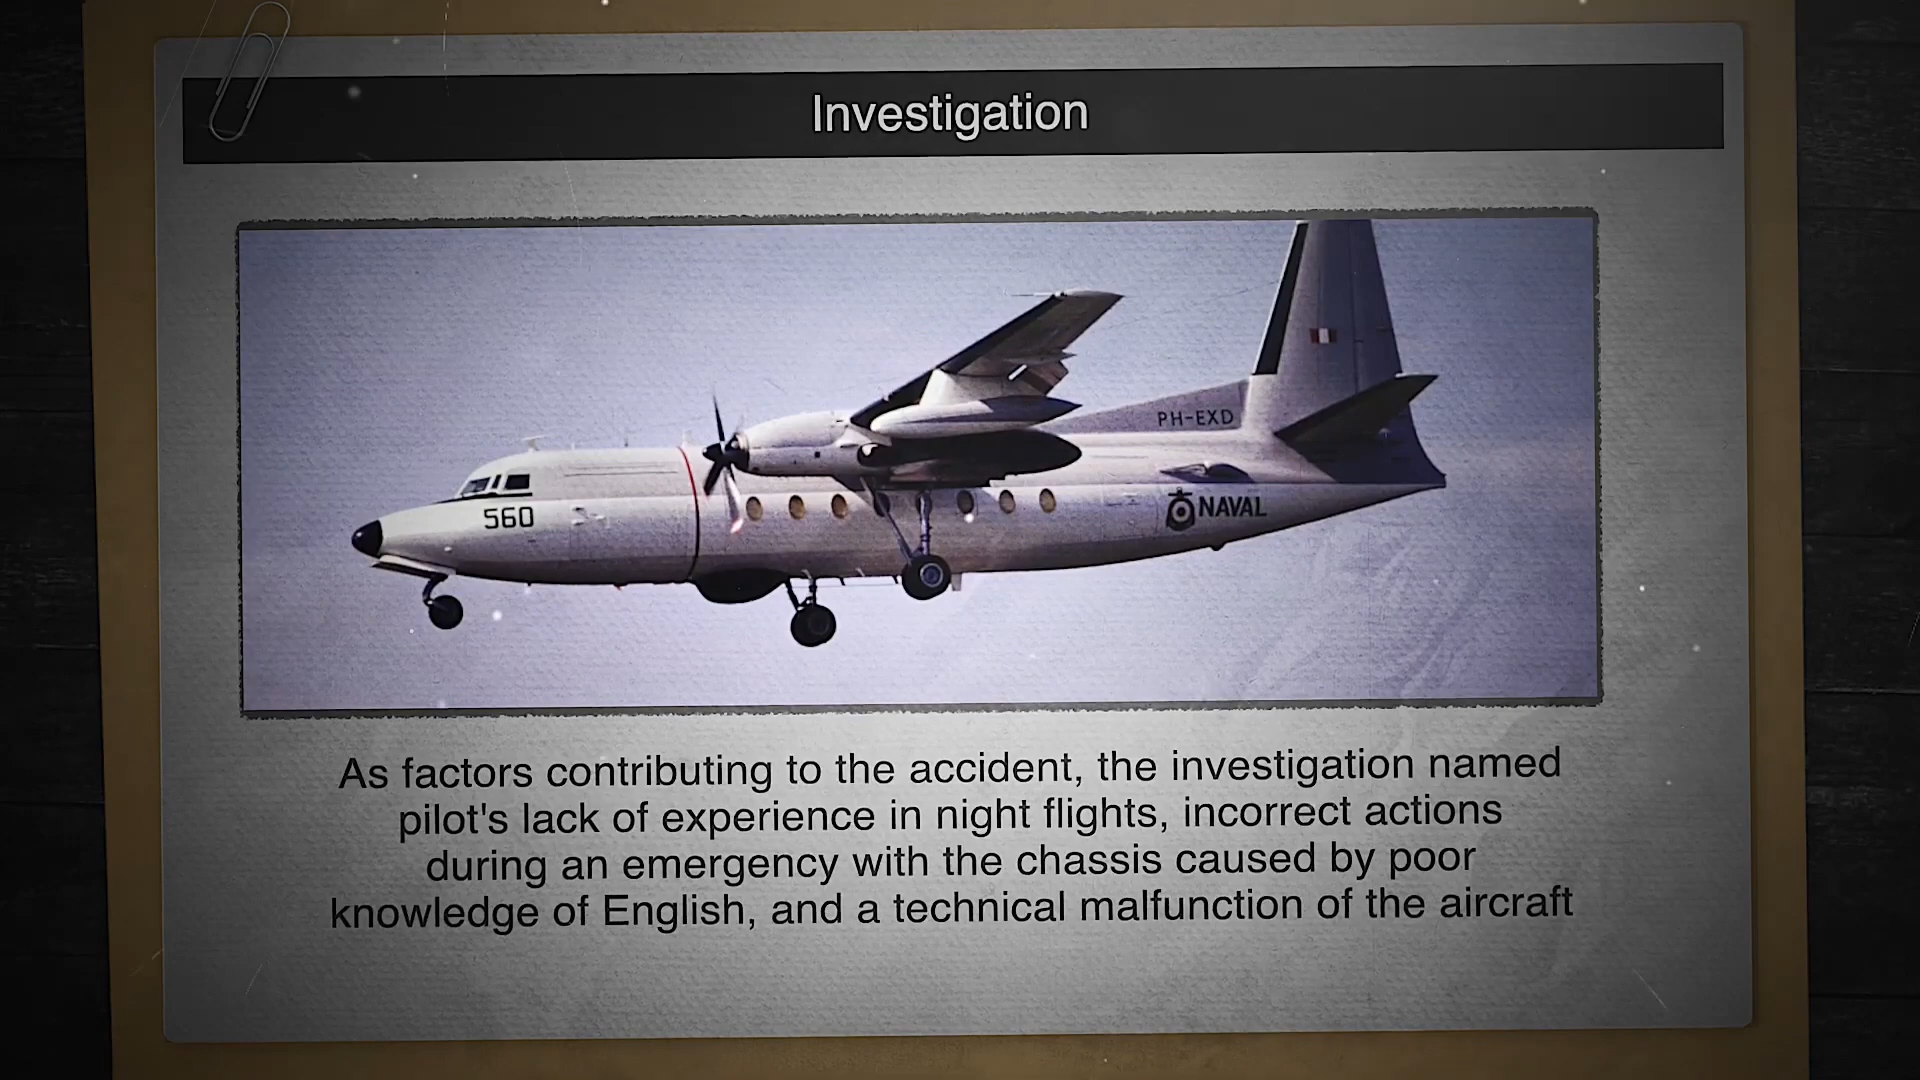 Investigation
PH-EXD
560
NAVAL
As factors contributing to the accident, the investigation named
pilot's lack of experience in night flights, incorrect actions
during an emergency with the chassis caused by poor
knowledge of English, and a technical malfunction of the aircraft